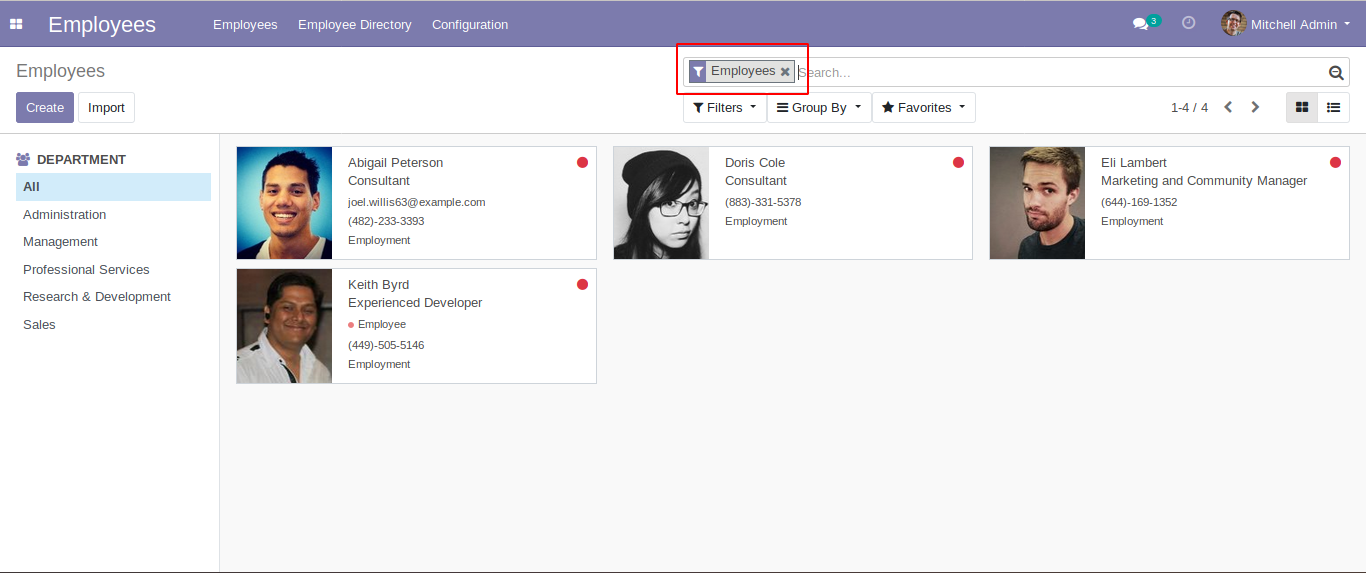 Employees Employees Employee Directory Configuration 3 Mitchell Admin
Employees Employees Search...
Create Import Filters Group By Favorites 1-4 / 4
DEPARTMENT
All
Administration
Management
Professional Services
Research & Development
Sales
Abigail Peterson
Consultant
joel.willis63@example.com
(482)-233-3393
Employment
Doris Cole
Consultant
(883)-331-5378
Employment
Eli Lambert
Marketing and Community Manager
(644)-169-1352
Employment
Keith Byrd
Experienced Developer
Employee
(449)-505-5146
Employment